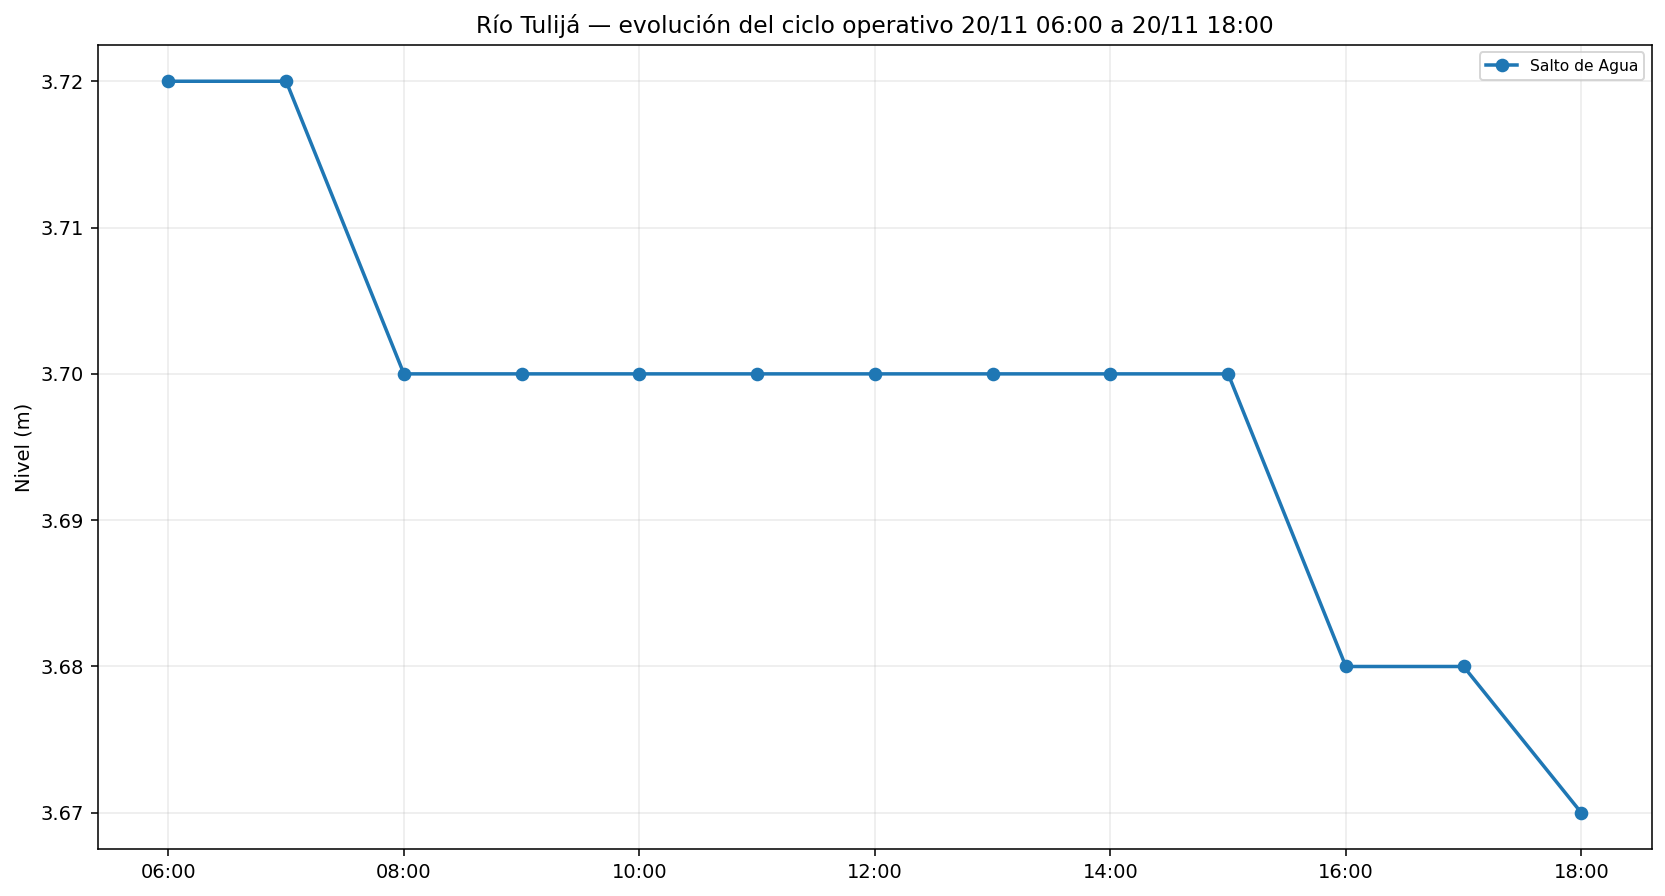 Río Tulijá — evolución del ciclo operativo 20/11 06:00 a 20/11 18:00
Salto de Agua
Nivel (m)
3.72
3.71
3.70
3.69
3.68
3.67
06:00 08:00 10:00 12:00 14:00 16:00 18:00